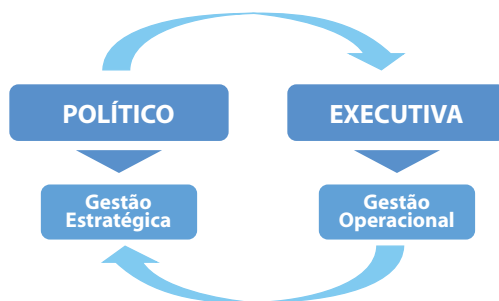 POLÍTICO
EXECUTIVA
Gestão
Estratégica
Gestão
Operacional